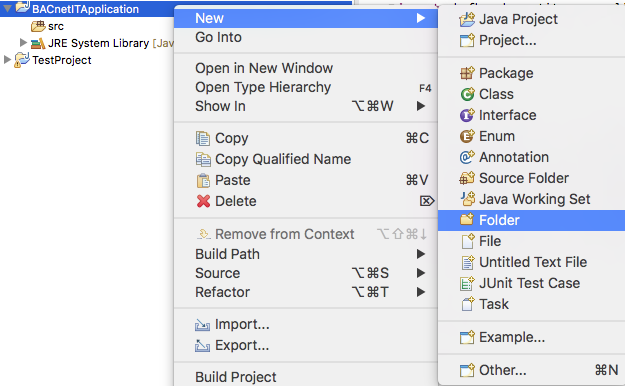 BACnetITApplication
src
JRE System Library [Jav
TestProject
New
Go Into
Open in New Window
Open Type Hierarchy F4
Show In ⌥⌘W
Copy ⌘C
Copy Qualified Name
Paste ⌘V
Delete ⌦
Remove from Context ⌥⇧⌘↓
Build Path
Source ⌥⌘S
Refactor ⌥⌘T
Import...
Export...
Build Project
Java Project
Project...
Package
Class
Interface
Enum
Annotation
Source Folder
Java Working Set
Folder
File
Untitled Text File
JUnit Test Case
Task
Example...
Other... ⌘N